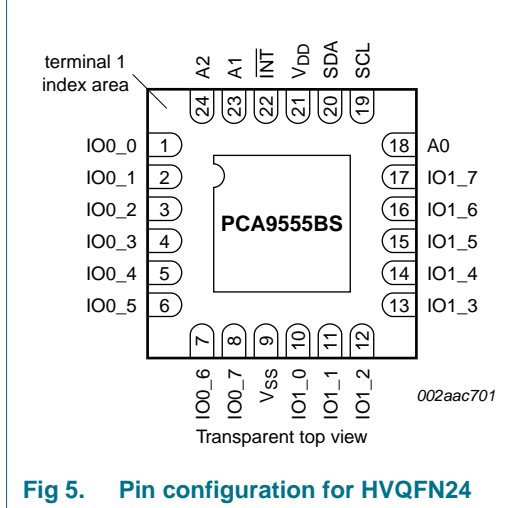 terminal 1
index area
A2
A1
INT
VDD
SDA
SCL
24
23
22
21
20
19
IO0_0 1
IO0_1 2
IO0_2 3
IO0_3 4
IO0_4 5
IO0_5 6
PCA9555BS
18 A0
17 IO1_7
16 IO1_6
15 IO1_5
14 IO1_4
13 IO1_3
7
8
9
10
11
12
IO0_6
IO0_7
VSS
IO1_0
IO1_1
IO1_2
002aac701
Transparent top view
Fig 5. Pin configuration for HVQFN24